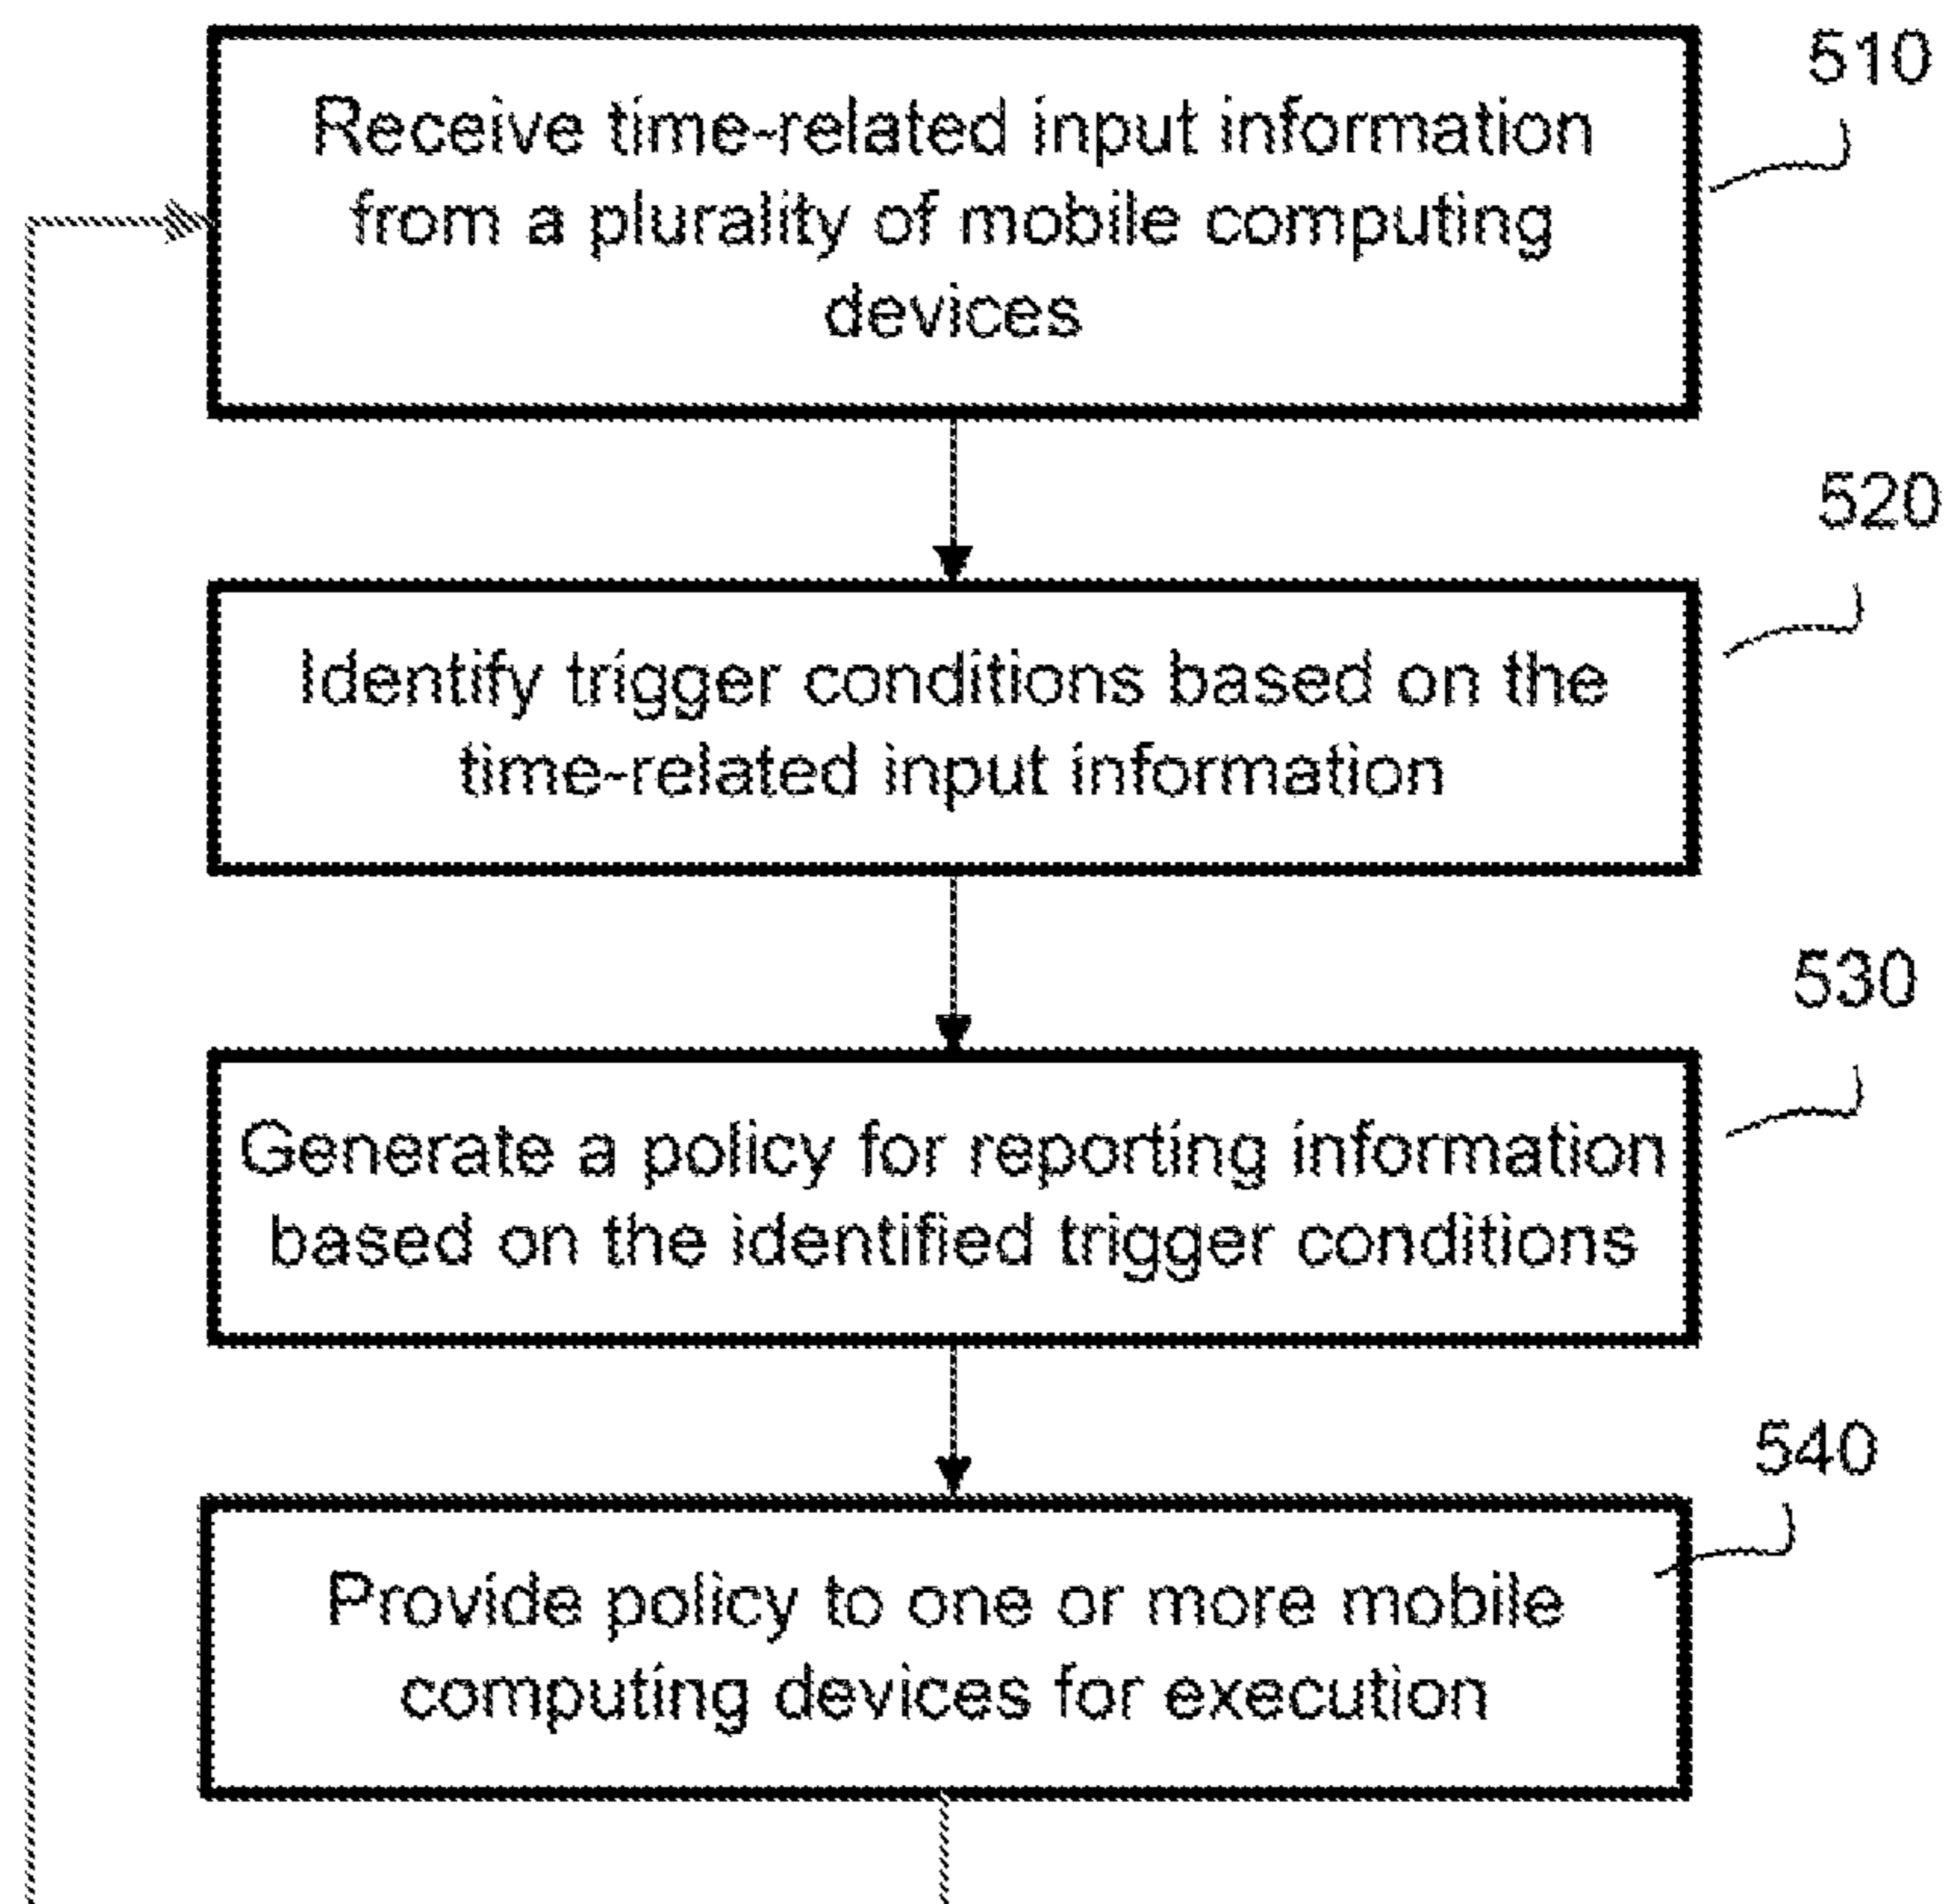 510
Receive time-related input information
from a plurality of mobile computing
devices
520
Identify trigger conditions based on the
time-related input information
530
Generate a policy for reporting information
based on the identified trigger conditions
540
Provide policy to one or more mobile
computing devices for execution